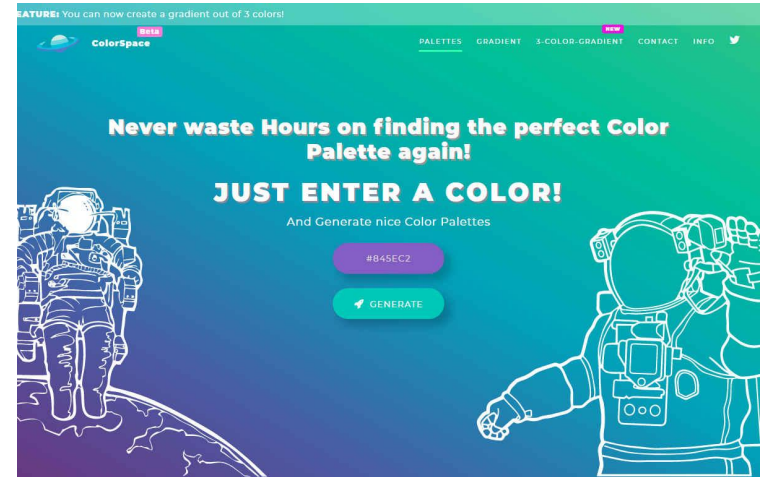 EATURE: You can now create a gradient out of 3 colors!
Beta
ColorSpace
NEW
PALETTES GRADIENT 3-COLOR-GRADIENT CONTACT INFO
Never waste Hours on finding the perfect Color
Palette again!
JUST ENTER A COLOR!
And Generate nice Color Palettes
#845EC2
GENERATE